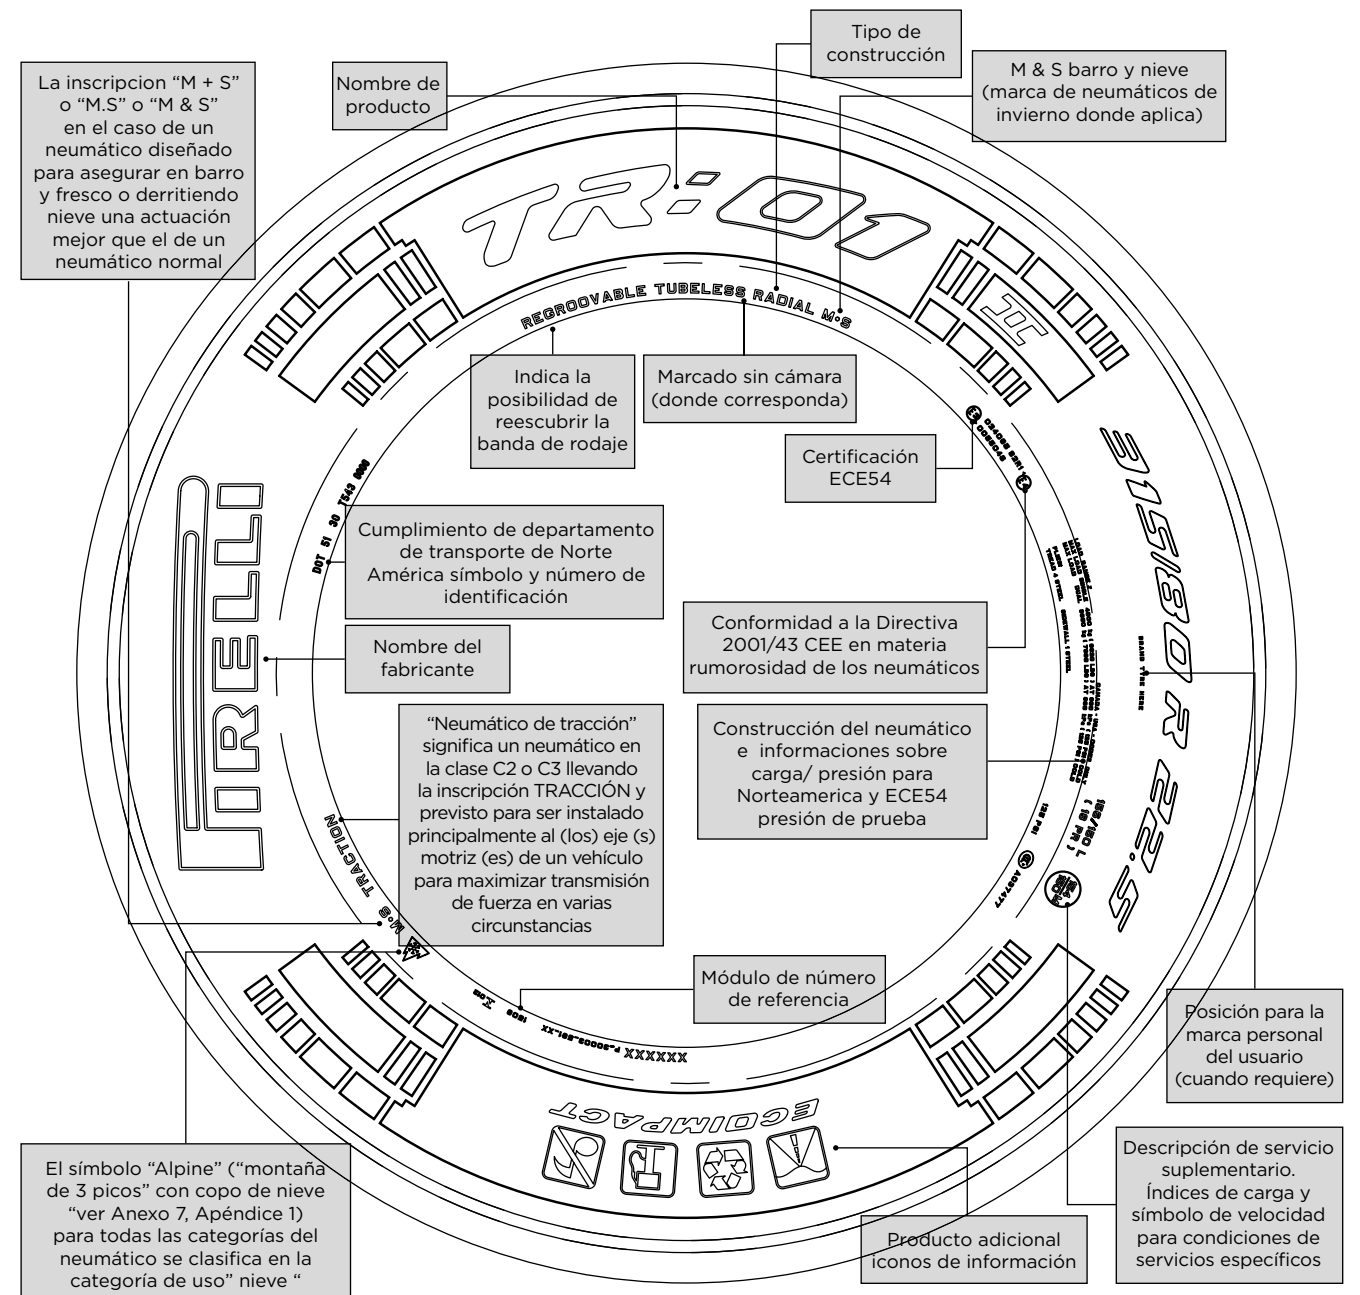 Tipo de
construcción
Nombre de
producto
M & S barro y nieve
(marca de neumáticos de
invierno donde aplica)
La inscripcion “M + S”
o “M.S” o “M & S”
en el caso de un
neumático diseñado
para asegurar en barro
y fresco o derritiendo
nieve una actuación
mejor que el de un
neumático normal
TR:01
II
REGROOVABLE TUBELESS RADIAL M•S
Indica la
posibilidad de
reescubrir la
banda de rodaje
Marcado sin cámara
(donde corresponda)
Certificación
ECE54
315/80 R 22.5
PIRELLI
DOT 51 30 T543 0000
Cumplimiento de departamento
de transporte de Norte
América símbolo y número de
identificación
Conformidad a la Directiva
2001/43 CEE en materia
rumorosidad de los neumáticos
BRAND TYRE HERE
Nombre del
fabricante
“Neumático de tracción”
significa un neumático en
la clase C2 o C3 llevando
la inscripción TRACCIÓN y
previsto para ser instalado
principalmente al (los) eje (s)
motriz (es) de un vehículo
para maximizar transmisión
de fuerza en varias
circunstancias
Construcción del neumático
e informaciones sobre
carga/ presión para
Norteamerica y ECE54
presión de prueba
M•S TRACTION
Módulo de número
de referencia
XXXXXX
Posición para la
marca personal
del usuario
(cuando requiere)
ECOIMPACT
El símbolo “Alpine” (“montaña
de 3 picos” con copo de nieve
“ver Anexo 7, Apéndice 1)
para todas las categorías del
neumático se clasifica en la
categoría de uso” nieve “
Producto adicional
iconos de información
Descripción de servicio
suplementario.
Índices de carga y
símbolo de velocidad
para condiciones de
servicios específicos